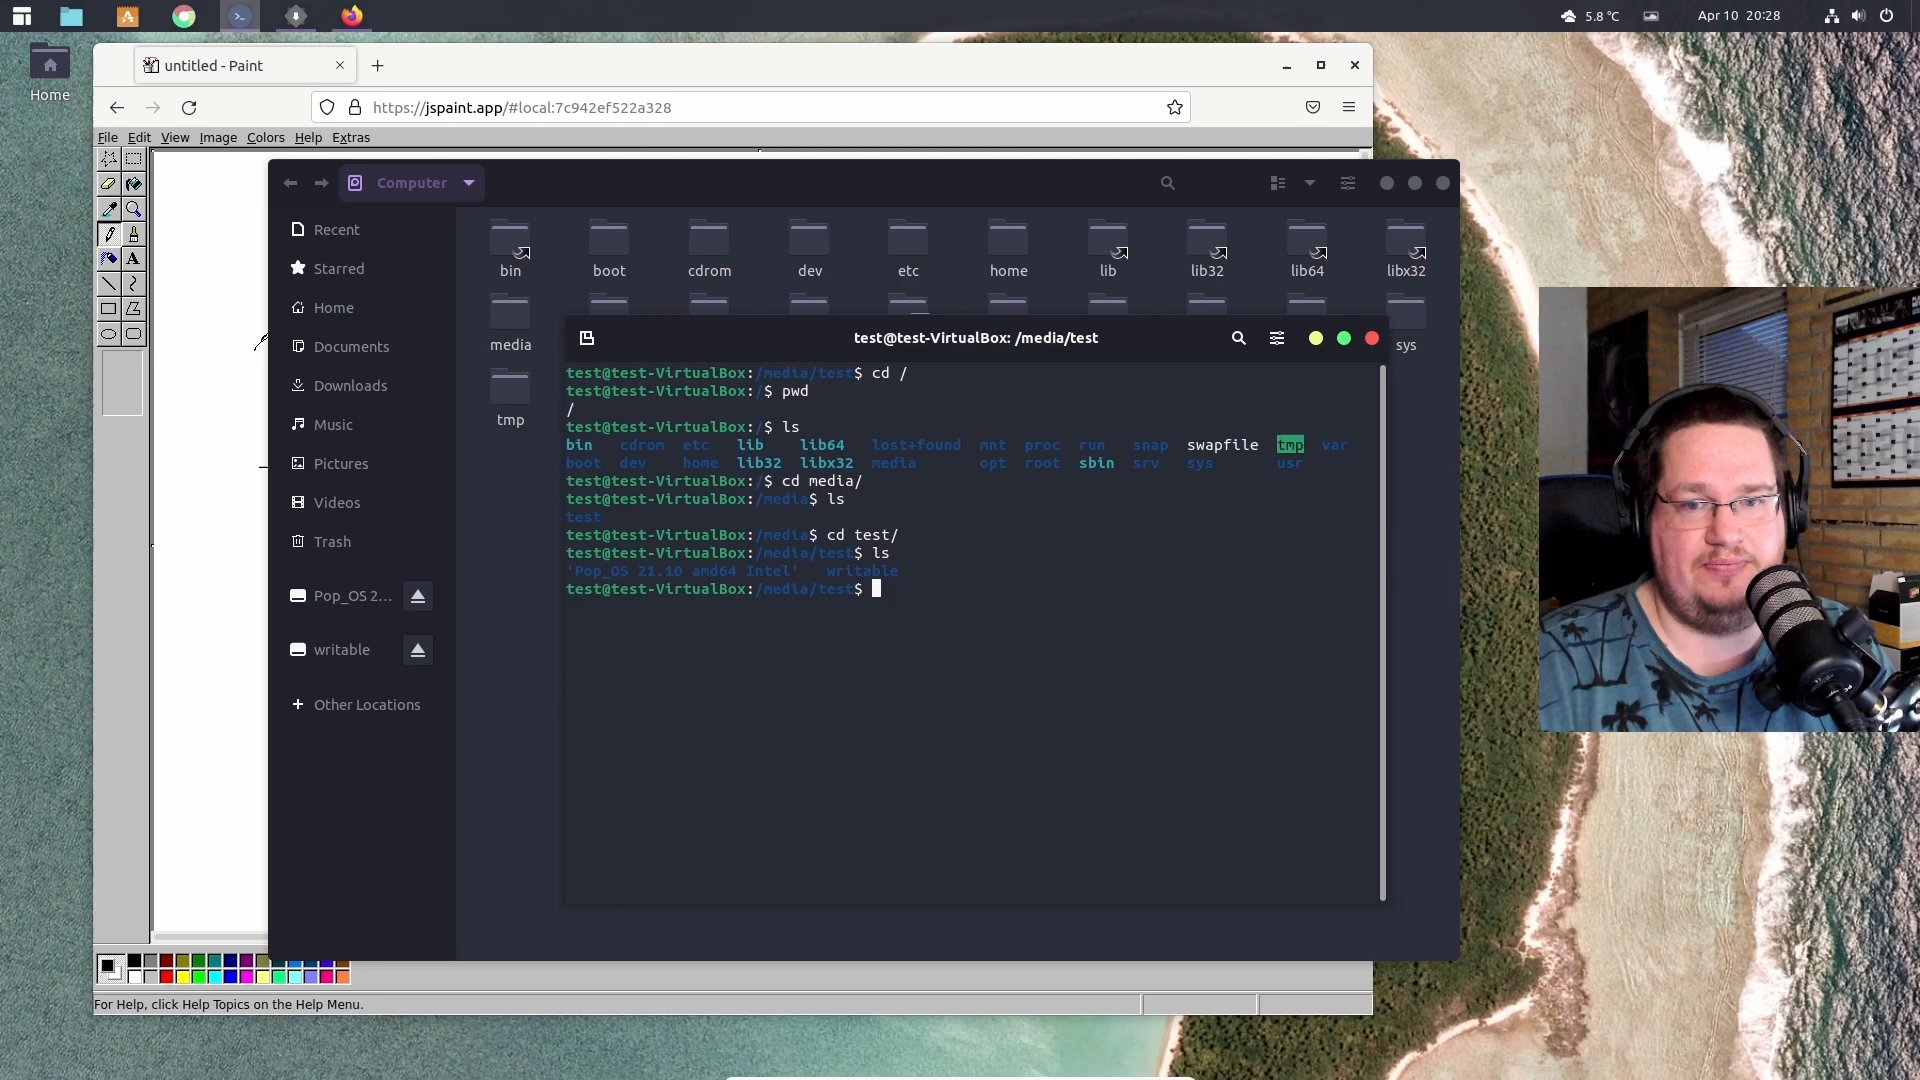 5.8 °C
Apr 10 20:28
Home
untitled - Paint
https://jspaint.app/#local:7c942ef522a328
File Edit View Image Colors Help Extras
Computer
Recent
Starred
Home
Documents
Downloads
Music
Pictures
Videos
Trash
Pop_OS 2...
writable
Other Locations
bin boot cdrom dev etc home lib lib32 lib64 libx32
media sys
tmp
test@test-VirtualBox: /media/test
test@test-VirtualBox:/media/test$ cd /
test@test-VirtualBox:/$ pwd
/
test@test-VirtualBox:/$ ls
bin cdrom etc lib lib64 lost+found mnt proc run snap swapfile tmp var
boot dev home lib32 libx32 media opt root sbin srv sys usr
test@test-VirtualBox:/$ cd media/
test@test-VirtualBox:/media$ ls
test
test@test-VirtualBox:/media$ cd test/
test@test-VirtualBox:/media/test$ ls
'Pop_OS 21.10 amd64 Intel' writable
test@test-VirtualBox:/media/test$
For Help, click Help Topics on the Help Menu.